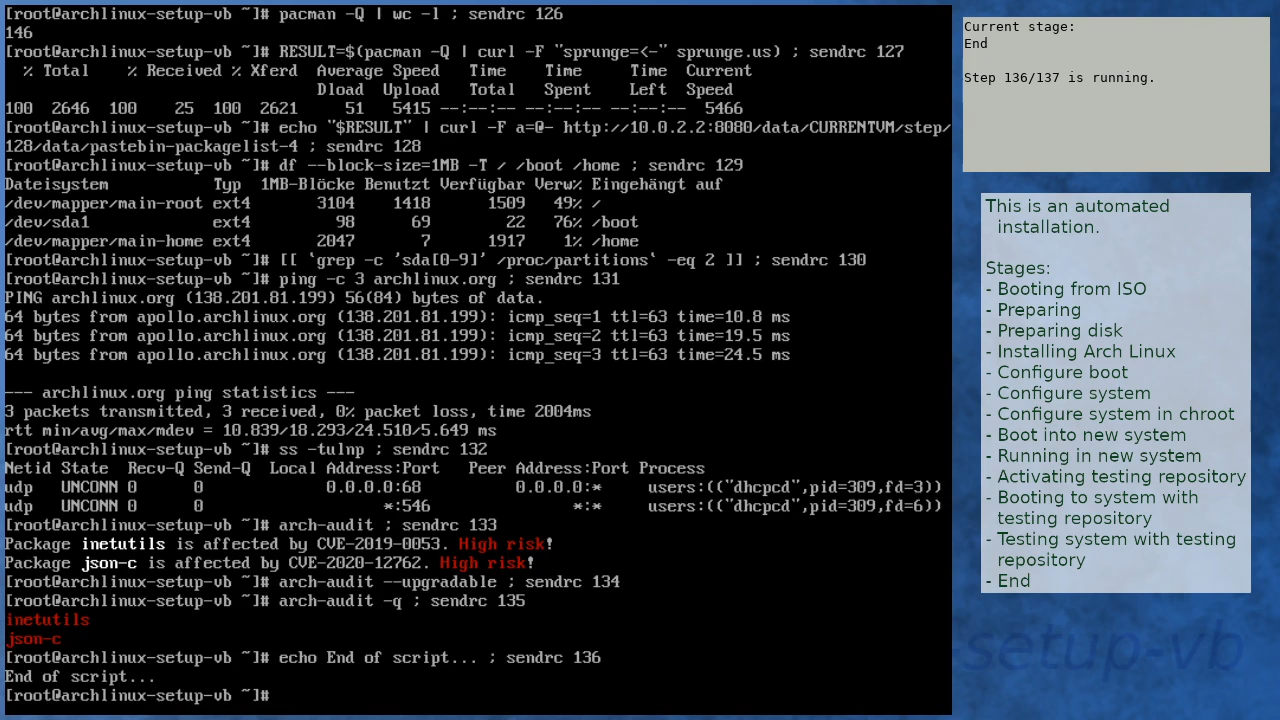 [root@archlinux-setup-vb ~]# pacman -Q | wc -l ; sendrc 126
146
[root@archlinux-setup-vb ~]# RESULT=$(pacman -Q | curl -F "sprunge=<-" sprunge.us) ; sendrc 127
  % Total    % Received % Xferd  Average Speed   Time    Time     Time  Current
                                 Dload  Upload   Total   Spent    Left  Speed
100  2646  100    25  100  2621     51   5415 --:--:-- --:--:-- --:--:--  5466
[root@archlinux-setup-vb ~]# echo "$RESULT" | curl -F a=@- http://10.0.2.2:8080/data/CURRENTVM/step/
128/data/pastebin-packagelist-4 ; sendrc 128
[root@archlinux-setup-vb ~]# df --block-size=1MB -T / /boot /home ; sendrc 129
Dateisystem           Typ  1MB-Blöcke Benutzt Verfügbar Verw% Eingehängt auf
/dev/mapper/main-root ext4       3104    1418      1509   49% /
/dev/sda1             ext4         98      69        22   76% /boot
/dev/mapper/main-home ext4       2047       7      1917    1% /home
[root@archlinux-setup-vb ~]# [[ `grep -c 'sda[0-9]' /proc/partitions` -eq 2 ]] ; sendrc 130
[root@archlinux-setup-vb ~]# ping -c 3 archlinux.org ; sendrc 131
PING archlinux.org (138.201.81.199) 56(84) bytes of data.
64 bytes from apollo.archlinux.org (138.201.81.199): icmp_seq=1 ttl=63 time=10.8 ms
64 bytes from apollo.archlinux.org (138.201.81.199): icmp_seq=2 ttl=63 time=19.5 ms
64 bytes from apollo.archlinux.org (138.201.81.199): icmp_seq=3 ttl=63 time=24.5 ms

--- archlinux.org ping statistics ---
3 packets transmitted, 3 received, 0% packet loss, time 2004ms
rtt min/avg/max/mdev = 10.839/18.293/24.510/5.649 ms
[root@archlinux-setup-vb ~]# ss -tulnp ; sendrc 132
Netid State  Recv-Q Send-Q  Local Address:Port   Peer Address:Port Process
udp   UNCONN 0      0             0.0.0.0:68          0.0.0.0:*     users:(("dhcpcd",pid=309,fd=3))
udp   UNCONN 0      0                   *:546               *:*     users:(("dhcpcd",pid=309,fd=6))
[root@archlinux-setup-vb ~]# arch-audit ; sendrc 133
Package inetutils is affected by CVE-2019-0053. High risk!
Package json-c is affected by CVE-2020-12762. High risk!
[root@archlinux-setup-vb ~]# arch-audit --upgradable ; sendrc 134
[root@archlinux-setup-vb ~]# arch-audit -q ; sendrc 135
inetutils
json-c
[root@archlinux-setup-vb ~]# echo End of script... ; sendrc 136
End of script...
[root@archlinux-setup-vb ~]#
Current stage:
End

Step 136/137 is running.
This is an automated
installation.

Stages:
- Booting from ISO
- Preparing
- Preparing disk
- Installing Arch Linux
- Configure boot
- Configure system
- Configure system in chroot
- Boot into new system
- Running in new system
- Activating testing repository
- Booting to system with
testing repository
- Testing system with testing
repository
- End
setup-vb